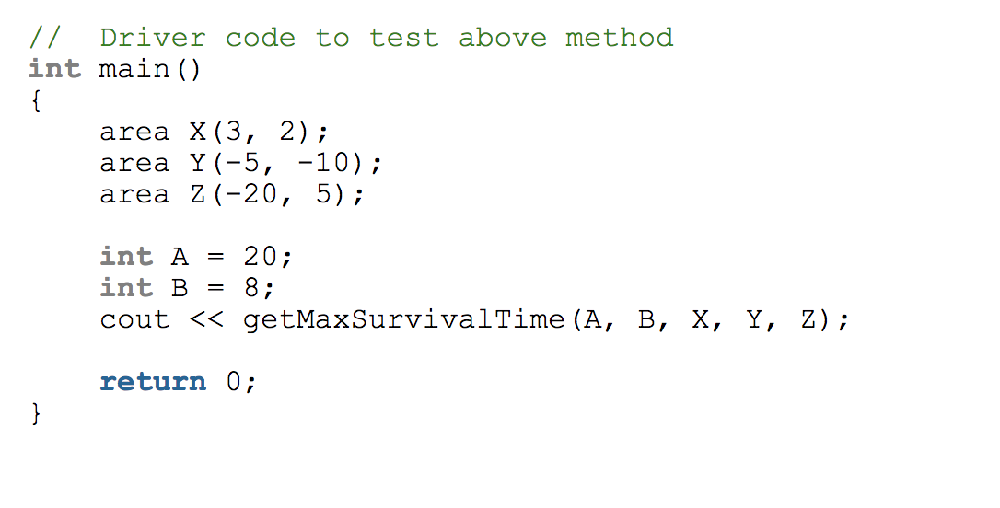 //  Driver code to test above method
int main()
{
    area X(3, 2);
    area Y(-5, -10);
    area Z(-20, 5);
    int A = 20;
    int B = 8;
    cout << getMaxSurvivalTime(A, B, X, Y, Z);
    return 0;
}